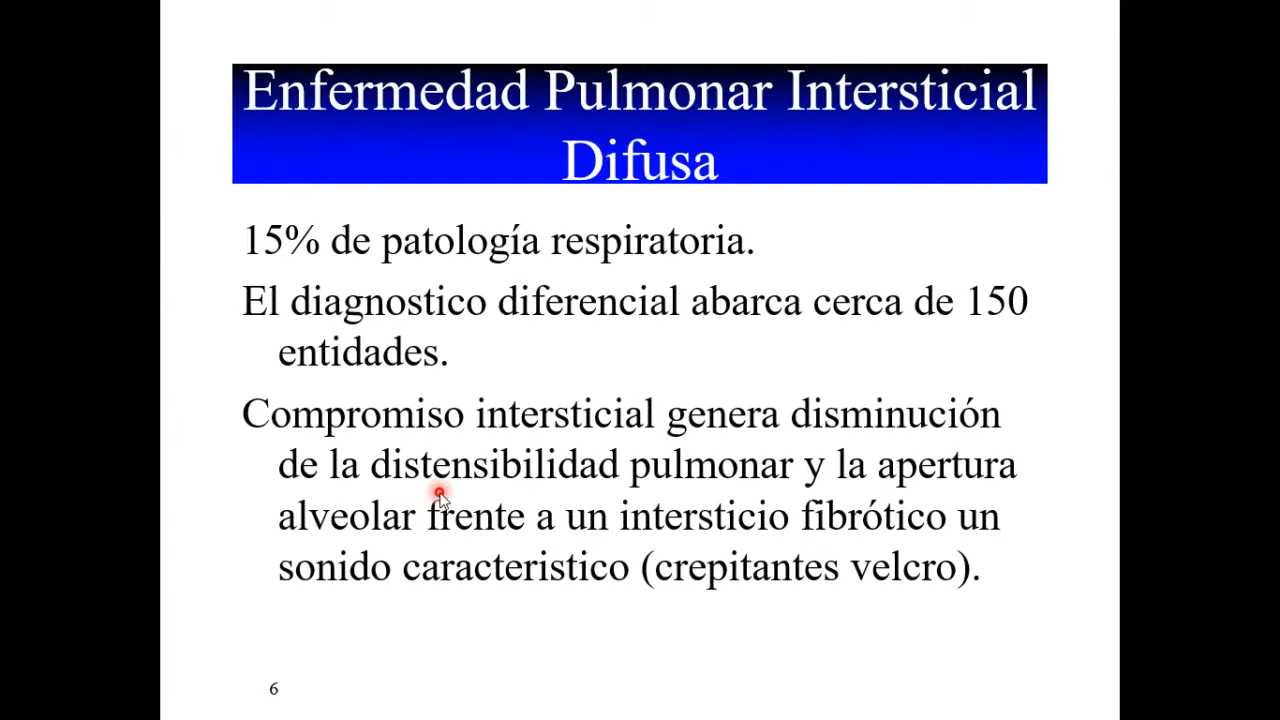 Enfermedad Pulmonar Intersticial
Difusa
15% de patología respiratoria.
El diagnostico diferencial abarca cerca de 150
entidades.
Compromiso intersticial genera disminución
de la distensibilidad pulmonar y la apertura
alveolar frente a un intersticio fibrótico un
sonido caracteristico (crepitantes velcro).
6